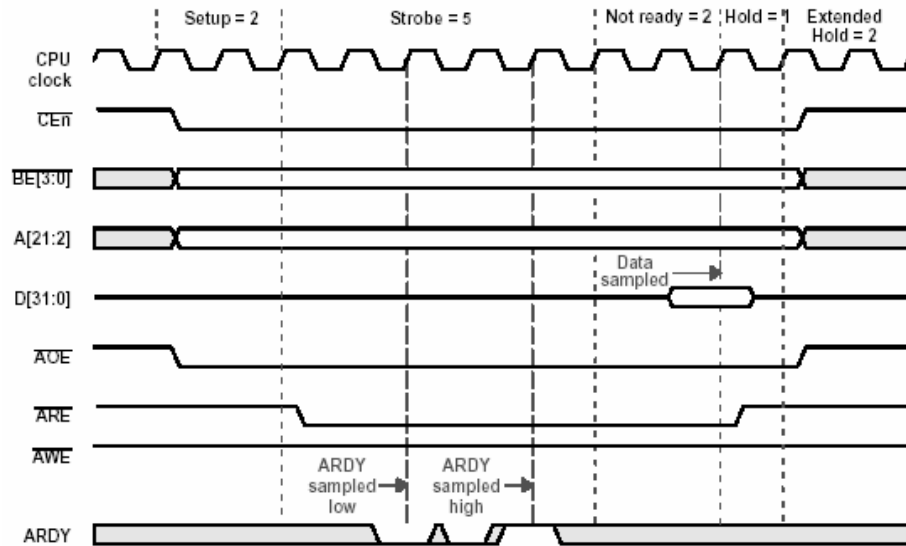 Setup = 2
Strobe = 5
Not ready = 2
Hold = 1
Extended
Hold = 2
CPU
clock
CEn
BE[3:0]
A[21:2]
Data
sampled
D[31:0]
AOE
ARE
AWE
ARDY
sampled
low
ARDY
sampled
high
ARDY